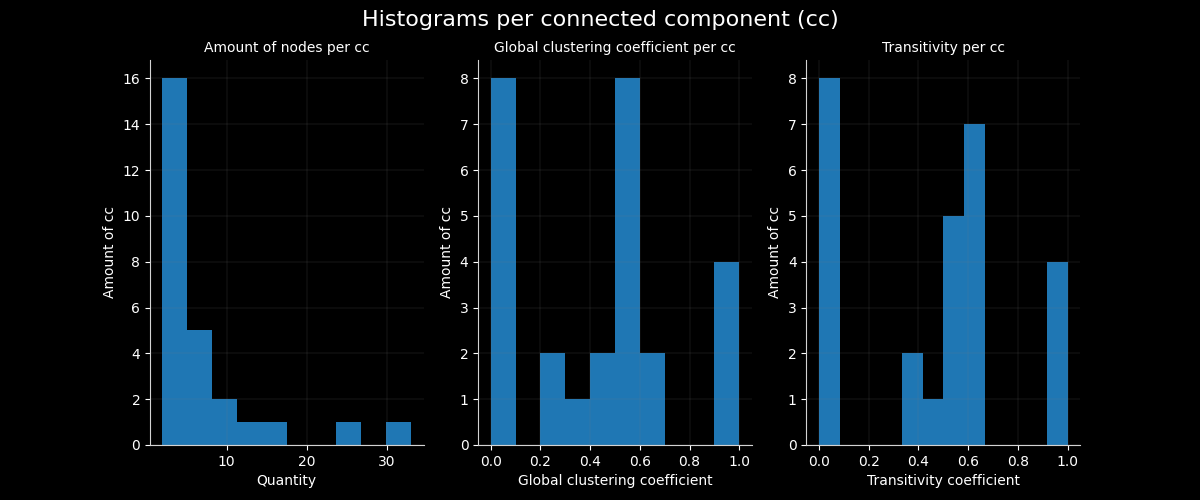 Histograms per connected component (cc)
Amount of nodes per cc
Global clustering coefficient per cc
Transitivity per cc
16
14
12
10
8
6
4
2
0
Amount of cc
10 20 30
Quantity
8
7
6
5
4
3
2
1
0
Amount of cc
0.0 0.2 0.4 0.6 0.8 1.0
Global clustering coefficient
8
7
6
5
4
3
2
1
0
Amount of cc
0.0 0.2 0.4 0.6 0.8 1.0
Transitivity coefficient